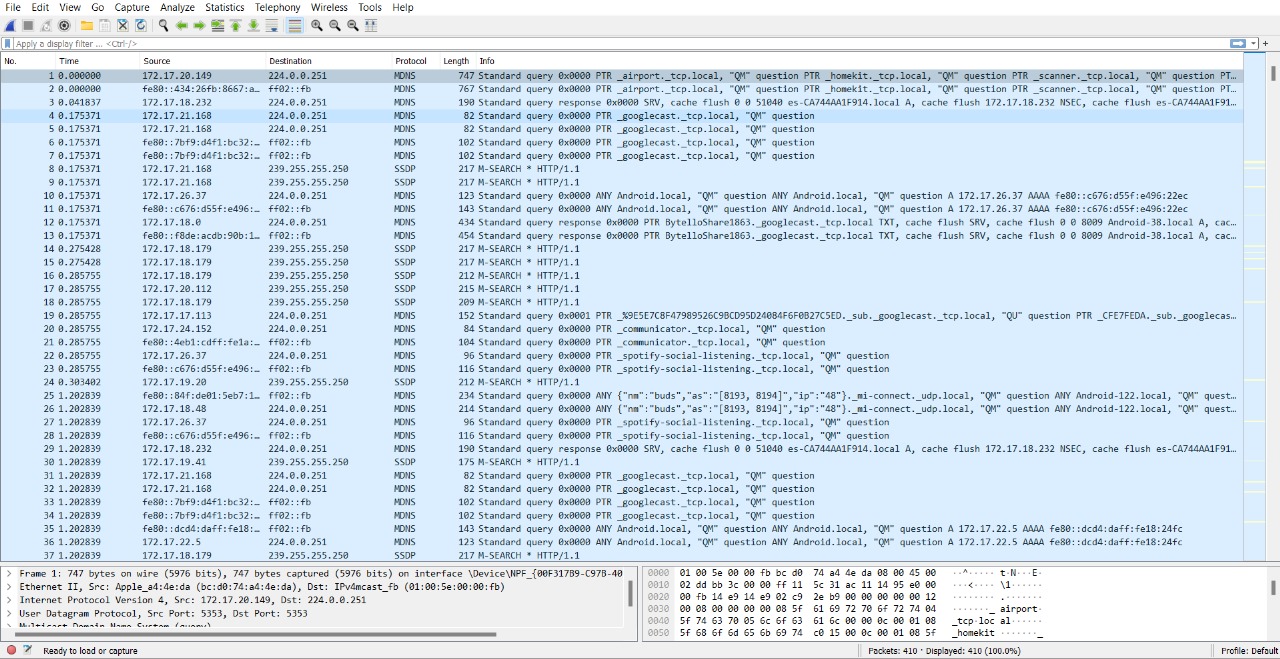 File Edit View Go Capture Analyze Statistics Telephony Wireless Tools Help
Apply a display filter ... <Ctrl-/>
No. Time Source Destination Protocol Length Info
1 0.000000 172.17.20.149 224.0.0.251 MDNS 747 Standard query 0x0000 PTR _airport._tcp.local, "QM" question PTR _homekit._tcp.local, "QM" question PTR _scanner._tcp.local, "QM" question PT…
2 0.000000 fe80::434:26fb:8667:a… ff02::fb MDNS 767 Standard query 0x0000 PTR _airport._tcp.local, "QM" question PTR _homekit._tcp.local, "QM" question PTR _scanner._tcp.local, "QM" question PT…
3 0.041837 172.17.18.232 224.0.0.251 MDNS 190 Standard query response 0x0000 SRV, cache flush 0 0 51040 es-CA744AA1F914.local A, cache flush 172.17.18.232 NSEC, cache flush es-CA744AA1F91…
4 0.175371 172.17.21.168 224.0.0.251 MDNS 82 Standard query 0x0000 PTR _googlecast._tcp.local, "QM" question
5 0.175371 172.17.21.168 224.0.0.251 MDNS 82 Standard query 0x0000 PTR _googlecast._tcp.local, "QM" question
6 0.175371 fe80::7bf9:d4f1:bc32:… ff02::fb MDNS 102 Standard query 0x0000 PTR _googlecast._tcp.local, "QM" question
7 0.175371 fe80::7bf9:d4f1:bc32:… ff02::fb MDNS 102 Standard query 0x0000 PTR _googlecast._tcp.local, "QM" question
8 0.175371 172.17.21.168 239.255.255.250 SSDP 217 M-SEARCH * HTTP/1.1
9 0.175371 172.17.21.168 239.255.255.250 SSDP 217 M-SEARCH * HTTP/1.1
10 0.175371 172.17.26.37 224.0.0.251 MDNS 123 Standard query 0x0000 ANY Android.local, "QM" question ANY Android.local, "QM" question A 172.17.26.37 AAAA fe80::c676:d55f:e496:22ec
11 0.175371 fe80::c676:d55f:e496:… ff02::fb MDNS 143 Standard query 0x0000 ANY Android.local, "QM" question ANY Android.local, "QM" question A 172.17.26.37 AAAA fe80::c676:d55f:e496:22ec
12 0.175371 172.17.18.0 224.0.0.251 MDNS 434 Standard query response 0x0000 PTR BytelloShare1863._googlecast._tcp.local TXT, cache flush SRV, cache flush 0 0 8009 Android-38.local A, cac…
13 0.175371 fe80::f8de:acdb:90b:1… ff02::fb MDNS 454 Standard query response 0x0000 PTR BytelloShare1863._googlecast._tcp.local TXT, cache flush SRV, cache flush 0 0 8009 Android-38.local A, cac…
14 0.275428 172.17.18.179 239.255.255.250 SSDP 217 M-SEARCH * HTTP/1.1
15 0.275428 172.17.18.179 239.255.255.250 SSDP 217 M-SEARCH * HTTP/1.1
16 0.285755 172.17.18.179 239.255.255.250 SSDP 212 M-SEARCH * HTTP/1.1
17 0.285755 172.17.20.112 239.255.255.250 SSDP 215 M-SEARCH * HTTP/1.1
18 0.285755 172.17.18.179 239.255.255.250 SSDP 209 M-SEARCH * HTTP/1.1
19 0.285755 172.17.17.113 224.0.0.251 MDNS 152 Standard query 0x0001 PTR _%9E5E7C8F47989526C9BCD95D24084F6F0B27C5ED._sub._googlecast._tcp.local, "QU" question PTR _CFE7FEDA._sub._googlecas…
20 0.285755 172.17.24.152 224.0.0.251 MDNS 84 Standard query 0x0000 PTR _communicator._tcp.local, "QM" question
21 0.285755 fe80::4eb1:cdff:fe1a:… ff02::fb MDNS 104 Standard query 0x0000 PTR _communicator._tcp.local, "QM" question
22 0.285755 172.17.26.37 224.0.0.251 MDNS 96 Standard query 0x0000 PTR _spotify-social-listening._tcp.local, "QM" question
23 0.285755 fe80::c676:d55f:e496:… ff02::fb MDNS 116 Standard query 0x0000 PTR _spotify-social-listening._tcp.local, "QM" question
24 0.303402 172.17.19.20 239.255.255.250 SSDP 212 M-SEARCH * HTTP/1.1
25 1.202839 fe80::84f:de01:5eb7:1… ff02::fb MDNS 234 Standard query 0x0000 ANY {"nm":"buds","as":"[8193, 8194]","ip":"48"}._mi-connect._udp.local, "QM" question ANY Android-122.local, "QM" quest…
26 1.202839 172.17.18.48 224.0.0.251 MDNS 214 Standard query 0x0000 ANY {"nm":"buds","as":"[8193, 8194]","ip":"48"}._mi-connect._udp.local, "QM" question ANY Android-122.local, "QM" quest…
27 1.202839 172.17.26.37 224.0.0.251 MDNS 96 Standard query 0x0000 PTR _spotify-social-listening._tcp.local, "QM" question
28 1.202839 fe80::c676:d55f:e496:… ff02::fb MDNS 116 Standard query 0x0000 PTR _spotify-social-listening._tcp.local, "QM" question
29 1.202839 172.17.18.232 224.0.0.251 MDNS 190 Standard query response 0x0000 SRV, cache flush 0 0 51040 es-CA744AA1F914.local A, cache flush 172.17.18.232 NSEC, cache flush es-CA744AA1F91…
30 1.202839 172.17.19.41 239.255.255.250 SSDP 175 M-SEARCH * HTTP/1.1
31 1.202839 172.17.21.168 224.0.0.251 MDNS 82 Standard query 0x0000 PTR _googlecast._tcp.local, "QM" question
32 1.202839 172.17.21.168 224.0.0.251 MDNS 82 Standard query 0x0000 PTR _googlecast._tcp.local, "QM" question
33 1.202839 fe80::7bf9:d4f1:bc32:… ff02::fb MDNS 102 Standard query 0x0000 PTR _googlecast._tcp.local, "QM" question
34 1.202839 fe80::7bf9:d4f1:bc32:… ff02::fb MDNS 102 Standard query 0x0000 PTR _googlecast._tcp.local, "QM" question
35 1.202839 fe80::dcd4:daff:fe18:… ff02::fb MDNS 143 Standard query 0x0000 ANY Android.local, "QM" question ANY Android.local, "QM" question A 172.17.22.5 AAAA fe80::dcd4:daff:fe18:24fc
36 1.202839 172.17.22.5 224.0.0.251 MDNS 123 Standard query 0x0000 ANY Android.local, "QM" question ANY Android.local, "QM" question A 172.17.22.5 AAAA fe80::dcd4:daff:fe18:24fc
37 1.202839 172.17.18.179 239.255.255.250 SSDP 217 M-SEARCH * HTTP/1.1
Frame 1: 747 bytes on wire (5976 bits), 747 bytes captured (5976 bits) on interface \Device\NPF_{00F317B9-C97B-40
Ethernet II, Src: Apple_a4:4e:da (bc:d0:74:a4:4e:da), Dst: IPv4mcast_fb (01:00:5e:00:00:fb)
Internet Protocol Version 4, Src: 172.17.20.149, Dst: 224.0.0.251
User Datagram Protocol, Src Port: 5353, Dst Port: 5353
Multicast Domain Name System (query)
0000 01 00 5e 00 00 fb bc d0 74 a4 4e da 08 00 45 00 ··^····· t·N···E·
0010 02 dd bb 3c 00 00 ff 11 5c 31 ac 11 14 95 e0 00 ···<···· \1······
0020 00 fb 14 e9 14 e9 02 c9 2e b9 00 00 00 00 00 12 ········ .·······
0030 00 08 00 00 00 00 08 5f 61 69 72 70 6f 72 74 04 ·······_ airport·
0040 5f 74 63 70 05 6c 6f 63 61 6c 00 00 0c 00 01 08 _tcp·loc al······
0050 5f 68 6f 6d 65 6b 69 74 c0 15 00 0c 00 01 08 5f _homekit ·······_
Ready to load or capture
Packets: 410 · Displayed: 410 (100.0%)
Profile: Default